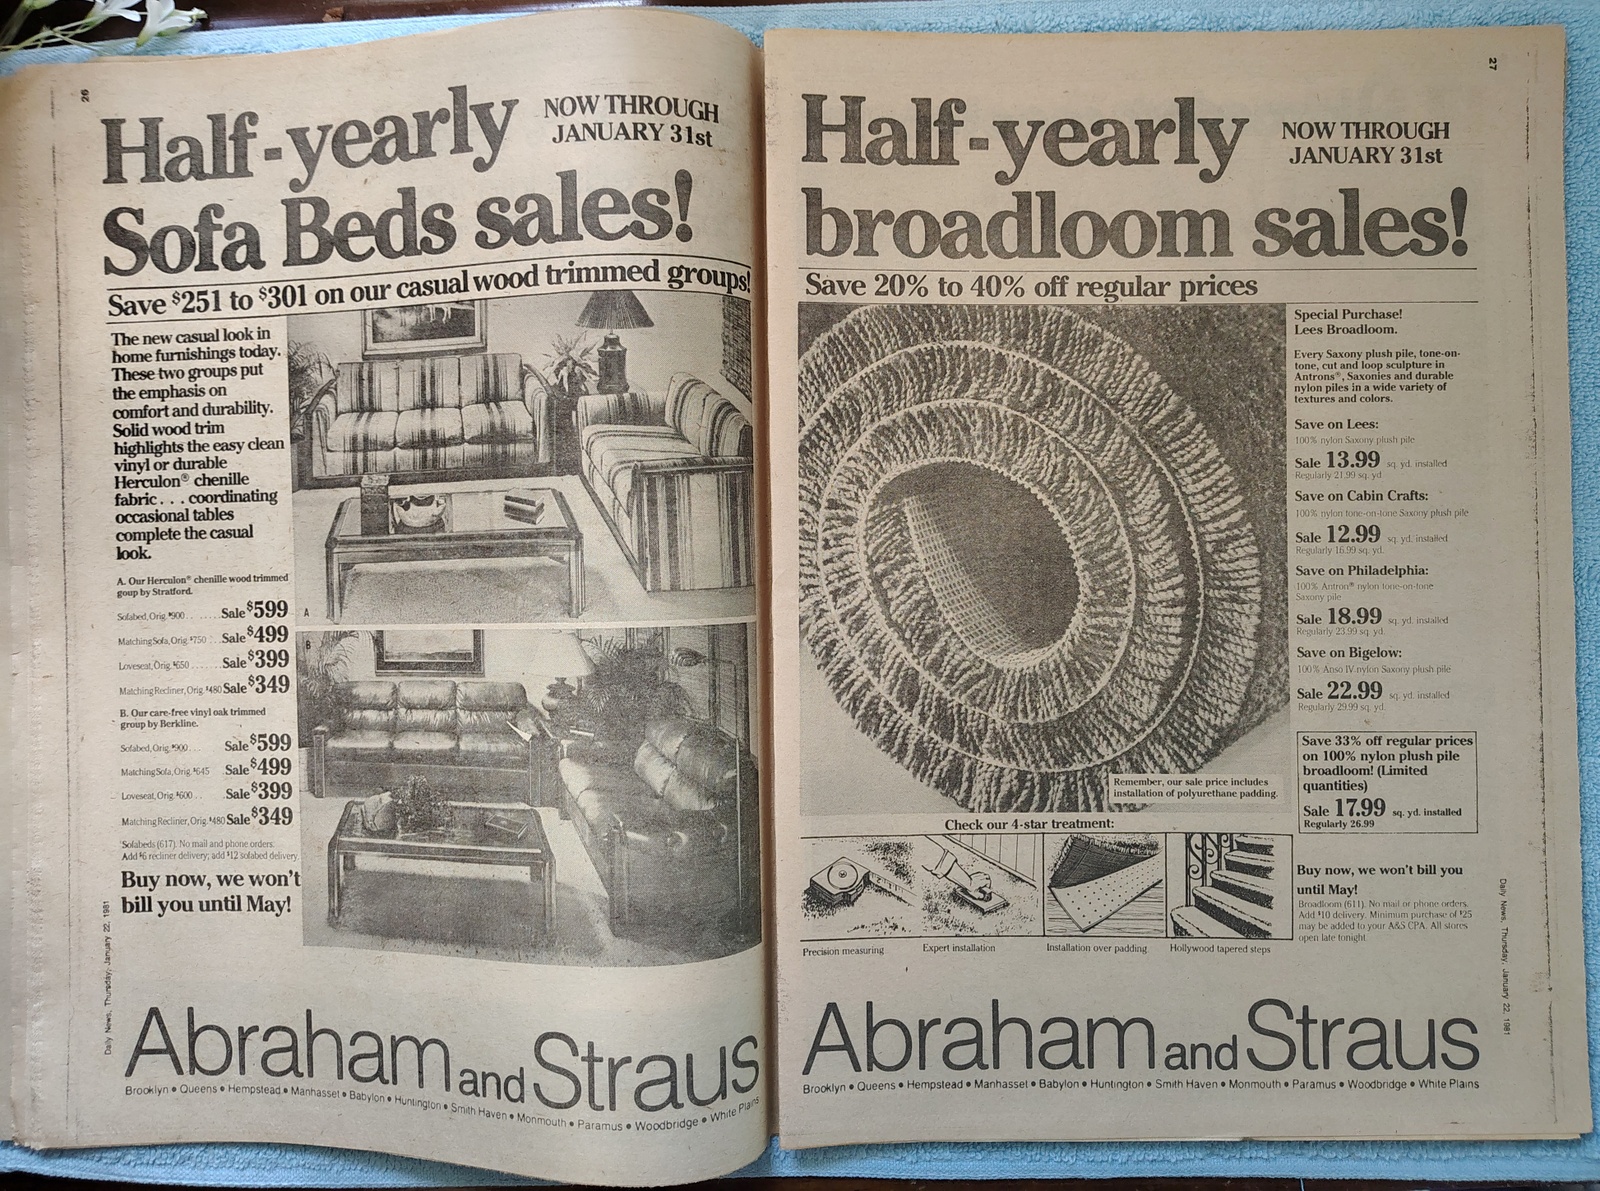 26
Half-yearly
NOW THROUGH
JANUARY 31st
Sofa Beds sales!
Save $251 to $301 on our casual wood trimmed groups!
The new casual look in
home furnishings today.
These two groups put
the emphasis on
comfort and durability.
Solid wood trim
highlights the easy clean
vinyl or durable
Herculon® chenille
fabric . . . coordinating
occasional tables
complete the casual
look.
A. Our Herculon® chenille wood trimmed
goup by Stratford.
Sofabed, Orig. $900 . . . . . . Sale $599
Matching Sofa, Orig. $750 . . Sale $499
Loveseat, Orig. $650 . . . . . . Sale $399
Matching Recliner, Orig. $480 Sale $349
A
B
B. Our care-free vinyl oak trimmed
group by Berkline.
Sofabed, Orig. $900 . . . Sale $599
Matching Sofa, Orig. $645 Sale $499
Loveseat, Orig. $600 . . . Sale $399
Matching Recliner, Orig. $480 Sale $349
Sofabeds (617). No mail and phone orders.
Add $6 recliner delivery; add $12 sofabed delivery.
Buy now, we won't
bill you until May!
Daily News, Thursday, January 22, 1981
Abraham and Straus
Brooklyn • Queens • Hempstead • Manhasset • Babylon • Huntington • Smith Haven • Monmouth • Paramus • Woodbridge • White Plains
27
Half-yearly
NOW THROUGH
JANUARY 31st
broadloom sales!
Save 20% to 40% off regular prices
Special Purchase!
Lees Broadloom.
Every Saxony plush pile, tone-on-
tone, cut and loop sculpture in
Antrons®, Saxonies and durable
nylon piles in a wide variety of
textures and colors.
Save on Lees:
100% nylon Saxony plush pile
Sale 13.99 sq. yd. installed
Regularly 21.99 sq. yd
Save on Cabin Crafts:
100% nylon tone-on-tone Saxony plush pile
Sale 12.99 sq. yd. installed
Regularly 16.99 sq. yd.
Save on Philadelphia:
100% Antron® nylon tone-on-tone
Saxony pile
Sale 18.99 sq. yd. installed
Regularly 23.99 sq. yd.
Save on Bigelow:
100% Anso IV nylon Saxony plush pile
Sale 22.99 sq. yd. installed
Regularly 29.99 sq. yd.
Save 33% off regular prices
on 100% nylon plush pile
broadloom! (Limited
quantities)
Sale 17.99 sq. yd. installed
Regularly 26.99
Remember, our sale price includes
installation of polyurethane padding.
Check our 4-star treatment:
Precision measuring
Expert installation
Installation over padding
Hollywood tapered steps
Buy now, we won't bill you
until May!
Broadloom (611). No mail or phone orders.
Add $10 delivery. Minimum purchase of $25
may be added to your A&S CPA. All stores
open late tonight.
Daily News, Thursday, January 22, 1981
Abraham and Straus
Brooklyn • Queens • Hempstead • Manhasset • Babylon • Huntington • Smith Haven • Monmouth • Paramus • Woodbridge • White Plains